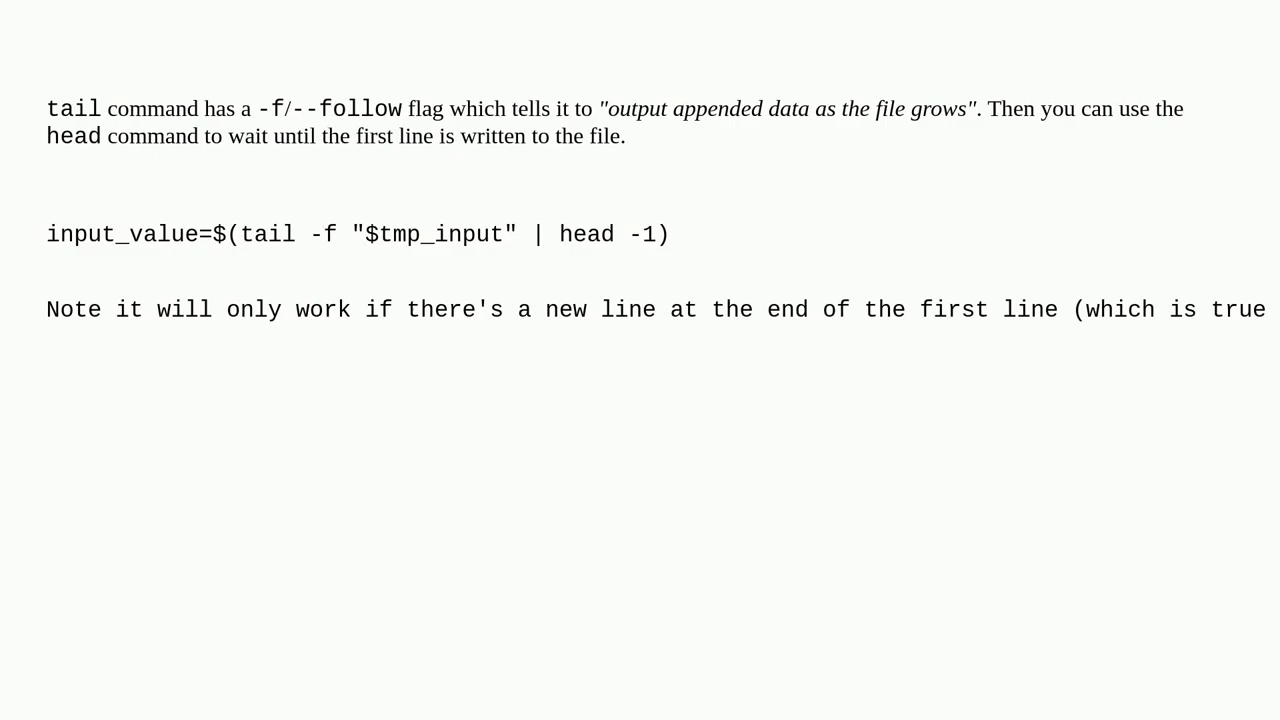 tail command has a -f/--follow flag which tells it to "output appended data as the file grows". Then you can use the
head command to wait until the first line is written to the file.
input_value=$(tail -f "$tmp_input" | head -1)
Note it will only work if there's a new line at the end of the first line (which is true